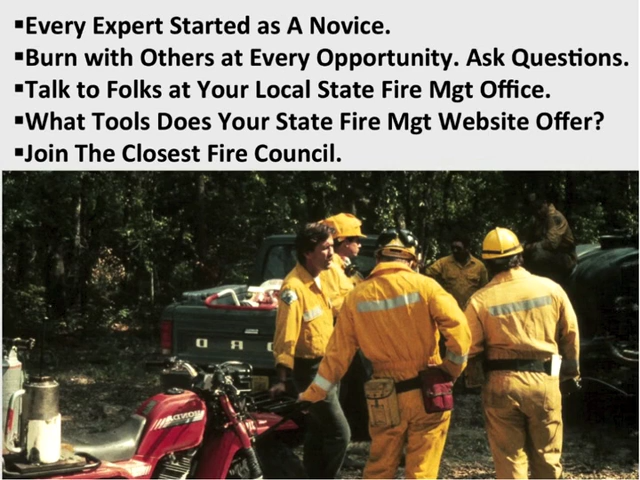 ▪Every Expert Started as A Novice.
▪Burn with Others at Every Opportunity. Ask Questions.
▪Talk to Folks at Your Local State Fire Mgt Office.
▪What Tools Does Your State Fire Mgt Website Offer?
▪Join The Closest Fire Council.
O R D
HONDA